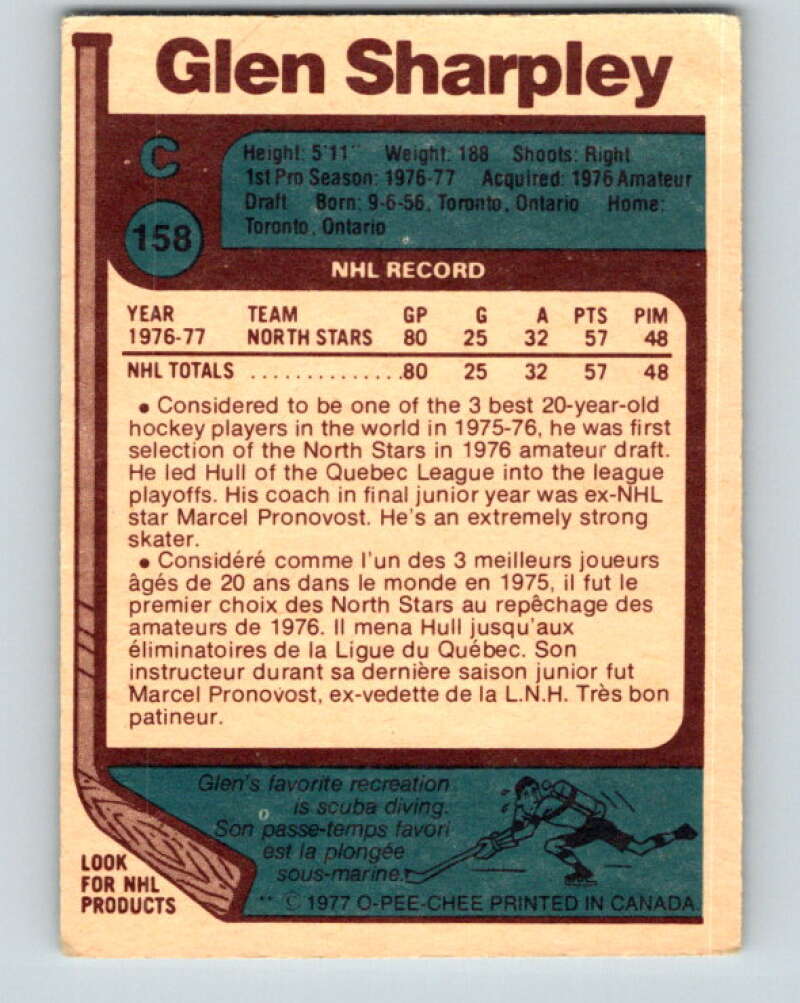 Glen Sharpley
C
158
Height: 5'11" Weight: 188 Shoots: Right
1st Pro Season: 1976-77 Acquired: 1976 Amateur
Draft Born: 9-6-56, Toronto, Ontario Home:
Toronto, Ontario
NHL RECORD
YEAR TEAM GP G A PTS PIM
1976-77 NORTH STARS 80 25 32 57 48
NHL TOTALS ..............80 25 32 57 48
• Considered to be one of the 3 best 20-year-old
hockey players in the world in 1975-76, he was first
selection of the North Stars in 1976 amateur draft.
He led Hull of the Quebec League into the league
playoffs. His coach in final junior year was ex-NHL
star Marcel Pronovost. He's an extremely strong
skater.
• Considéré comme l'un des 3 meilleurs joueurs
âgés de 20 ans dans le monde en 1975, il fut le
premier choix des North Stars au repêchage des
amateurs de 1976. Il mena Hull jusqu'aux
éliminatoires de la Ligue du Québec. Son
instructeur durant sa dernière saison junior fut
Marcel Pronovost, ex-vedette de la L.N.H. Très bon
patineur.
Glen's favorite recreation
is scuba diving.
Son passe-temps favori
est la plongée
sous-marine.
LOOK
FOR NHL
PRODUCTS
** © 1977 O-PEE-CHEE PRINTED IN CANADA